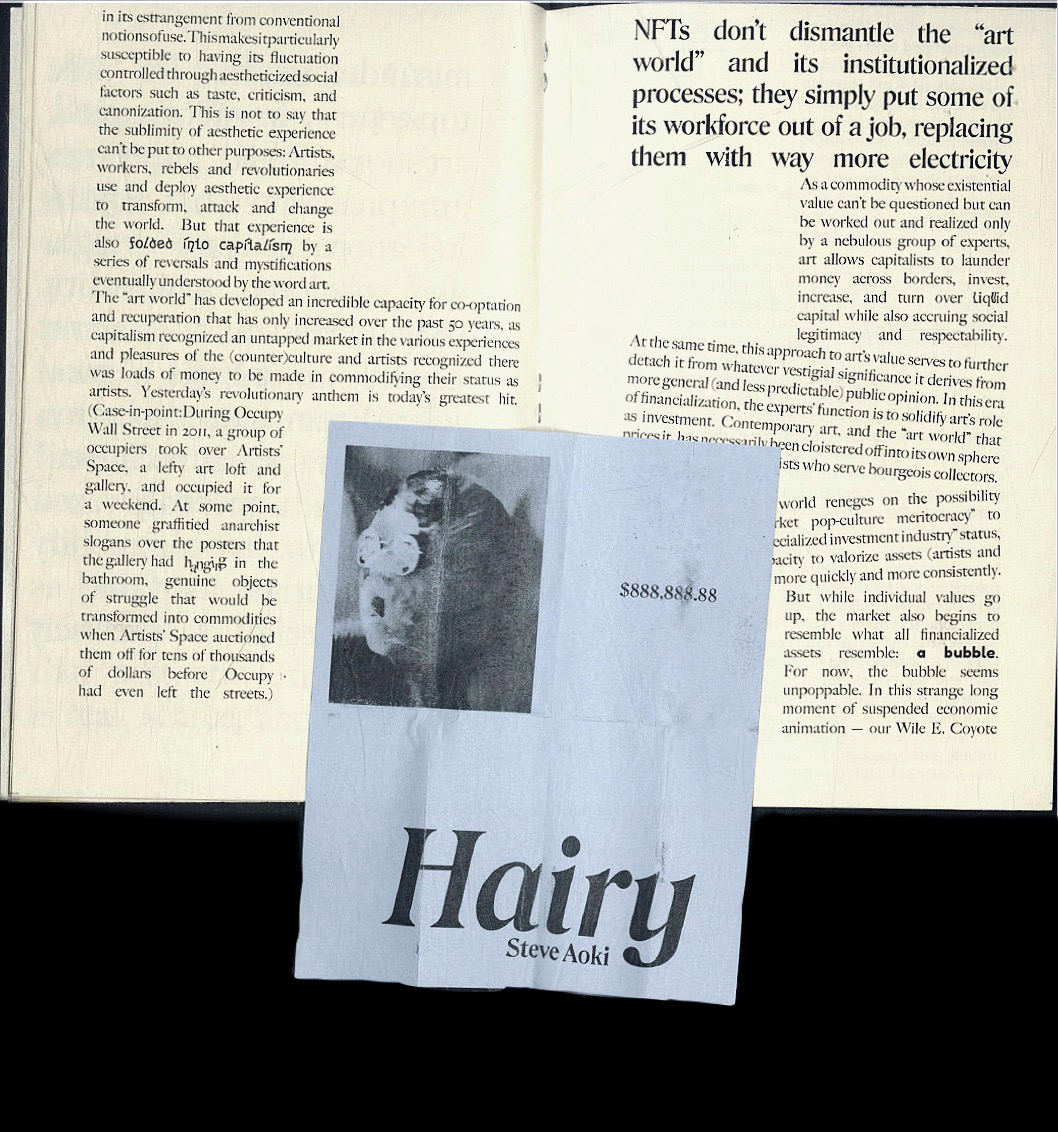 in its estrangement from conventional
notions of use. This makes it particularly
susceptible to having its fluctuation
controlled through aestheticized social
factors such as taste, criticism, and
canonization. This is not to say that
the sublimity of aesthetic experience
can't be put to other purposes: Artists,
workers, rebels and revolutionaries
use and deploy aesthetic experience
to transform, attack and change
the world. But that experience is
also folded into capitalism by a
series of reversals and mystifications
eventually understood by the word art.
The "art world" has developed an incredible capacity for co-optation
and recuperation that has only increased over the past 50 years, as
capitalism recognized an untapped market in the various experiences
and pleasures of the (counter)culture and artists recognized there
was loads of money to be made in commodifying their status as
artists. Yesterday's revolutionary anthem is today's greatest hit.
(Case-in-point: During Occupy
Wall Street in 2011, a group of
occupiers took over Artists'
Space, a lefty art loft and
gallery, and occupied it for
a weekend. At some point,
someone graffitied anarchist
slogans over the posters that
the gallery had hanging in the
bathroom, genuine objects
of struggle that would be
transformed into commodities
when Artists' Space auctioned
them off for tens of thousands
of dollars before Occupy
had even left the streets.)
NFTs don't dismantle the "art
world" and its institutionalized
processes; they simply put some of
its workforce out of a job, replacing
them with way more electricity
As a commodity whose existential
value can't be questioned but can
be worked out and realized only
by a nebulous group of experts,
art allows capitalists to launder
money across borders, invest,
increase, and turn over liquid
capital while also accruing social
legitimacy and respectability.
At the same time, this approach to art's value serves to further
detach it from whatever vestigial significance it derives from
more general (and less predictable) public opinion. In this era
of financialization, the experts' function is to solidify art's role
as investment. Contemporary art, and the "art world" that
prices it, has necessarily been cloistered off into its own sphere
who serve bourgeois collectors.
world reneges on the possibility
pop-culture meritocracy" to
investment industry" status,
to valorize assets (artists and
more quickly and more consistently.
But while individual values go
up, the market also begins to
resemble what all financialized
assets resemble: a bubble.
For now, the bubble seems
unpoppable. In this strange long
moment of suspended economic
animation — our Wile E. Coyote
$888,888.88
Hairy
Steve Aoki